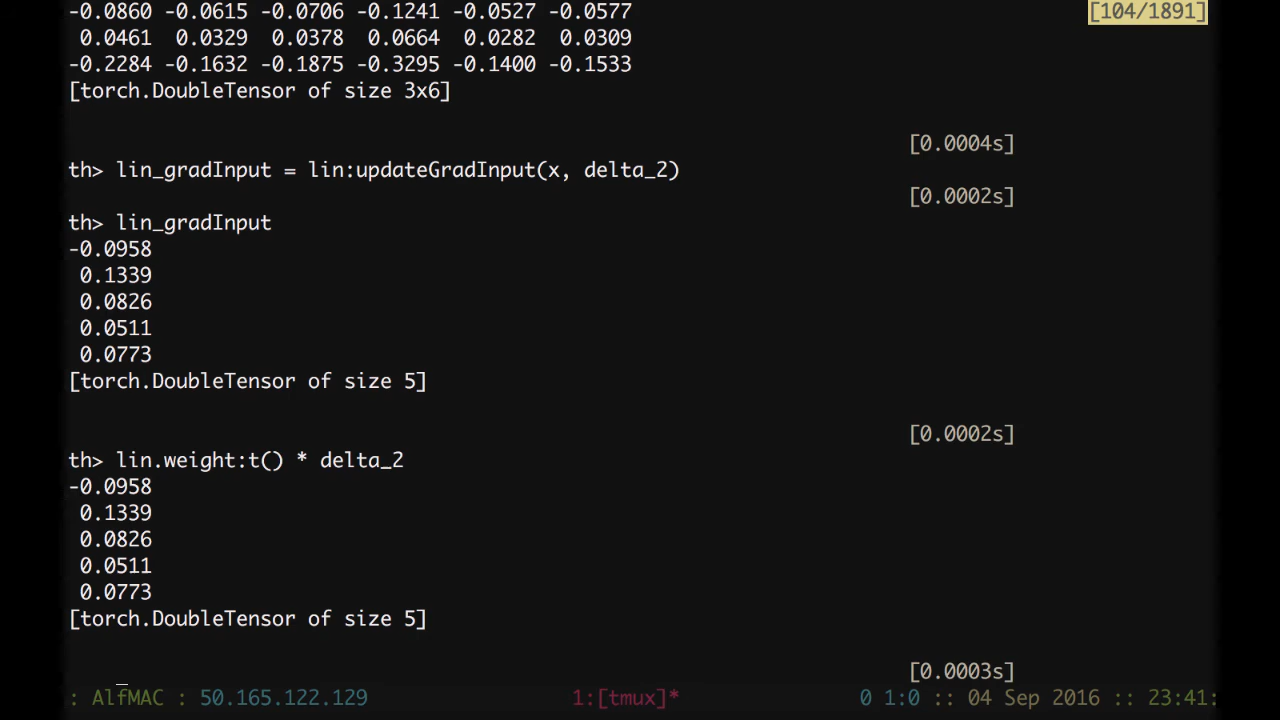 -0.0860 -0.0615 -0.0706 -0.1241 -0.0527 -0.0577 [104/1891]
0.0461 0.0329 0.0378 0.0664 0.0282 0.0309
-0.2284 -0.1632 -0.1875 -0.3295 -0.1400 -0.1533
[torch.DoubleTensor of size 3x6]
[0.0004s]
th> lin_gradInput = lin:updateGradInput(x, delta_2)
[0.0002s]
th> lin_gradInput
-0.0958
0.1339
0.0826
0.0511
0.0773
[torch.DoubleTensor of size 5]
[0.0002s]
th> lin.weight:t() * delta_2
-0.0958
0.1339
0.0826
0.0511
0.0773
[torch.DoubleTensor of size 5]
[0.0003s]
: AlfMAC : 50.165.122.129 1:[tmux]* 0 1:0 :: 04 Sep 2016 :: 23:41: